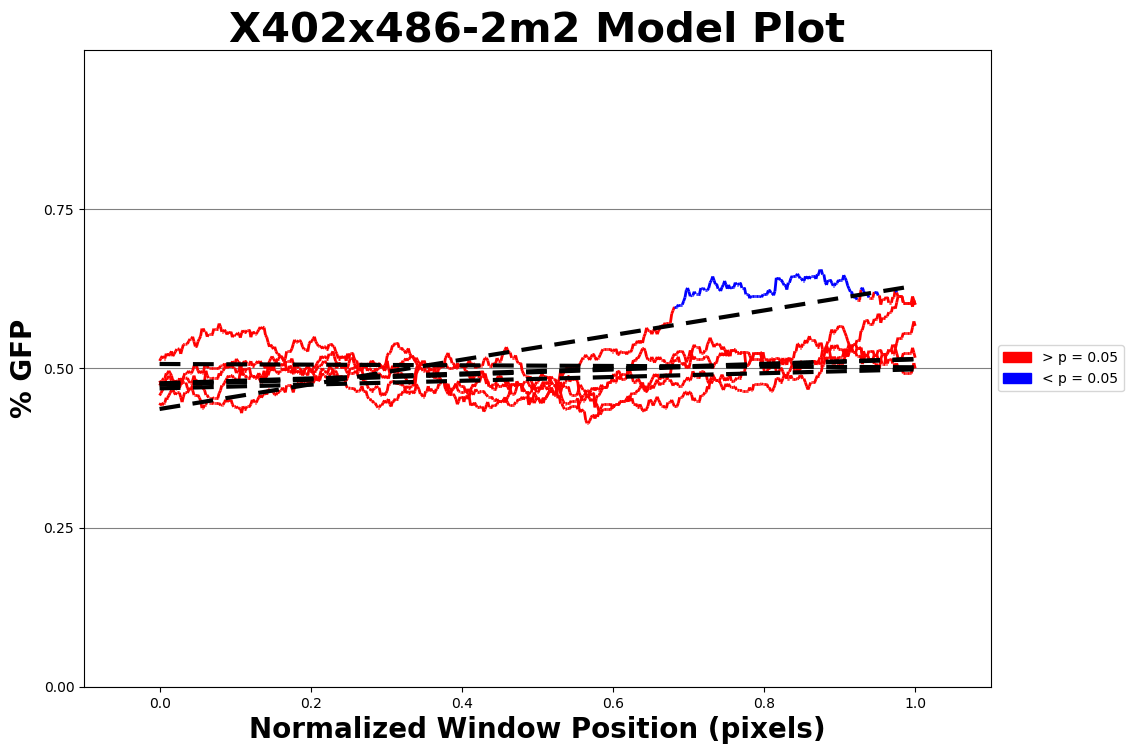 X402x486-2m2 Model Plot
% GFP
0.75
0.50
0.25
0.00
0.0 0.2 0.4 0.6 0.8 1.0
Normalized Window Position (pixels)
> p = 0.05
< p = 0.05